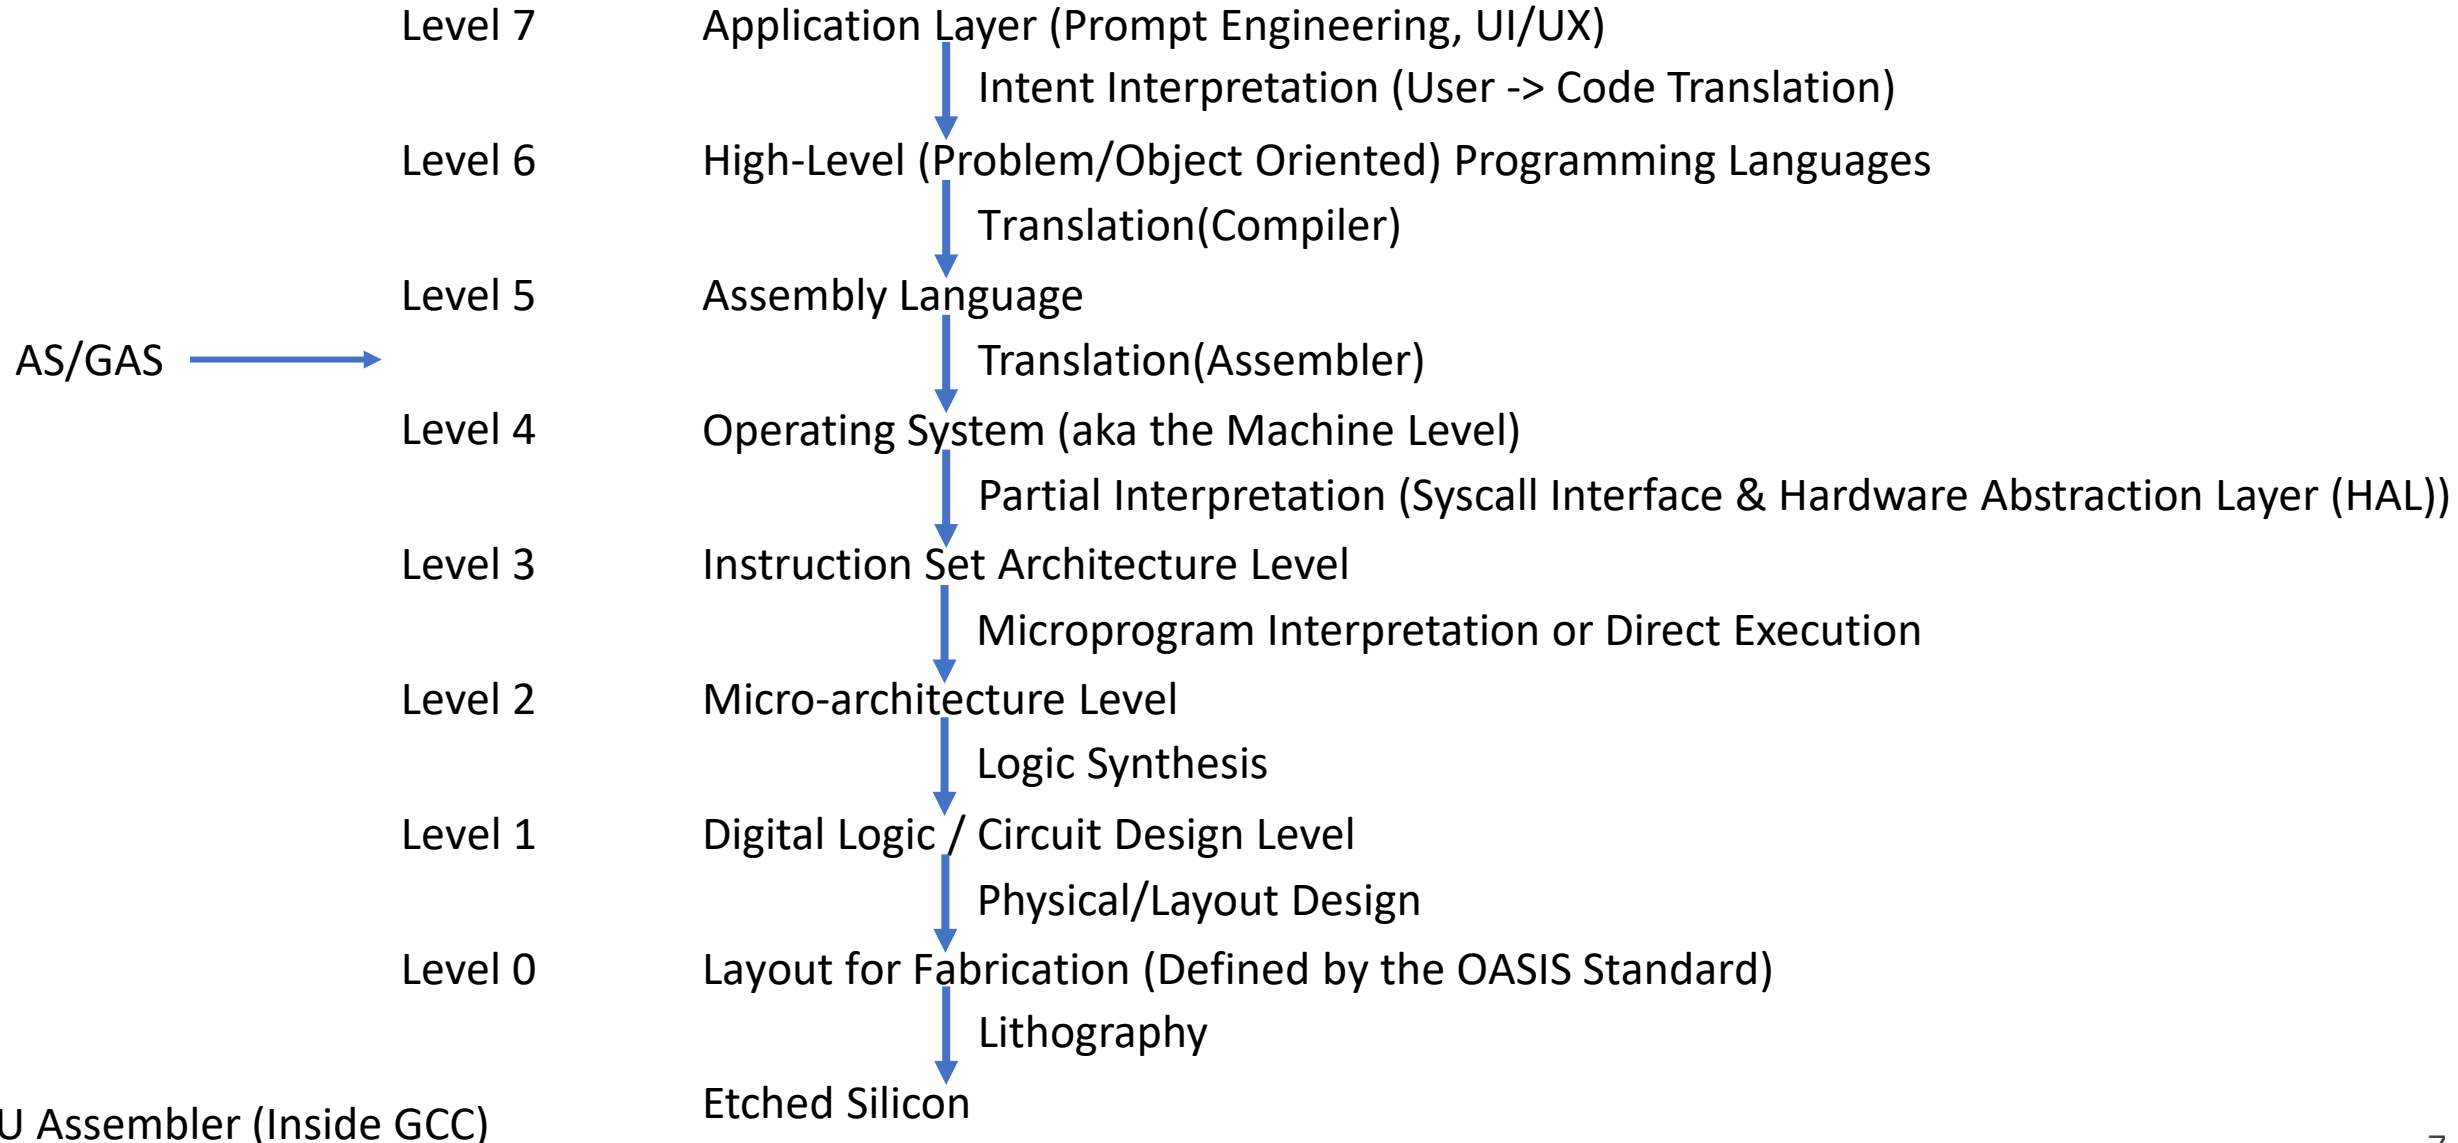 Level 7 Application Layer (Prompt Engineering, UI/UX)
Intent Interpretation (User -> Code Translation)
Level 6 High-Level (Problem/Object Oriented) Programming Languages
Translation(Compiler)
Level 5 Assembly Language
AS/GAS Translation(Assembler)
Level 4 Operating System (aka the Machine Level)
Partial Interpretation (Syscall Interface & Hardware Abstraction Layer (HAL))
Level 3 Instruction Set Architecture Level
Microprogram Interpretation or Direct Execution
Level 2 Micro-architecture Level
Logic Synthesis
Level 1 Digital Logic / Circuit Design Level
Physical/Layout Design
Level 0 Layout for Fabrication (Defined by the OASIS Standard)
Lithography
Etched Silicon
U Assembler (Inside GCC)